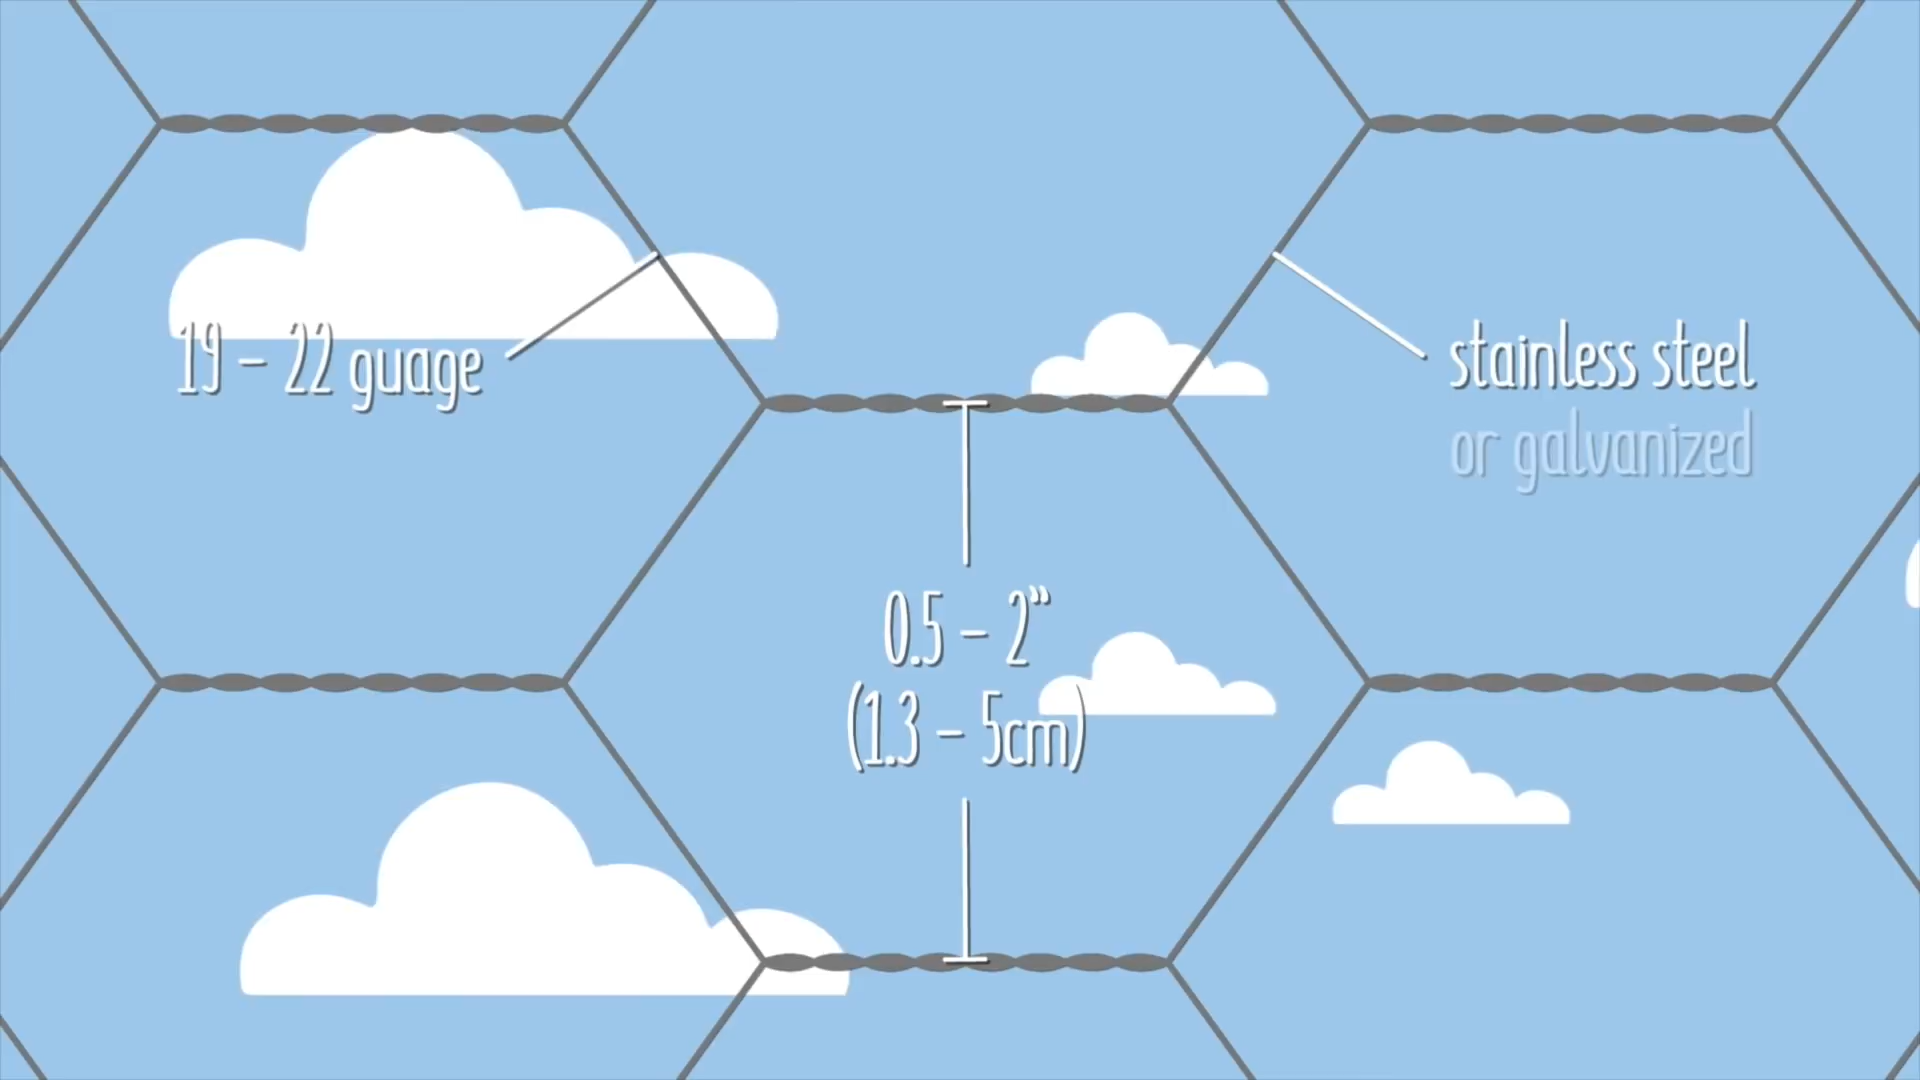 19 – 22 guage
stainless steel
or galvanized
0.5 – 2”
(1.3 – 5cm)